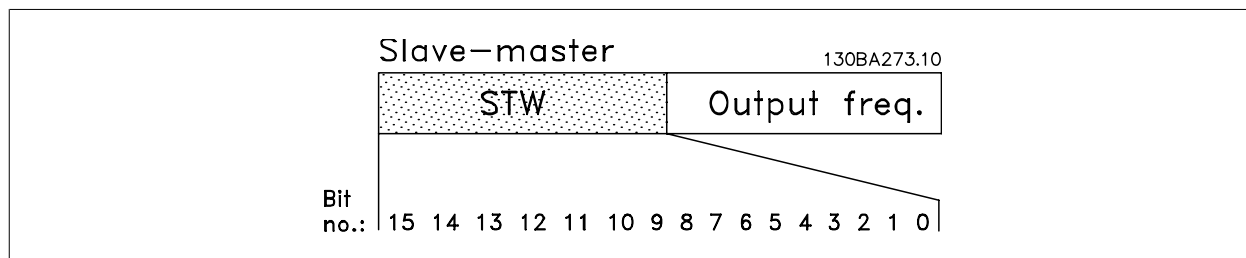 Slave-master
130BA273.10
STW
Output freq.
Bit
no.: 15 14 13 12 11 10 9 8 7 6 5 4 3 2 1 0